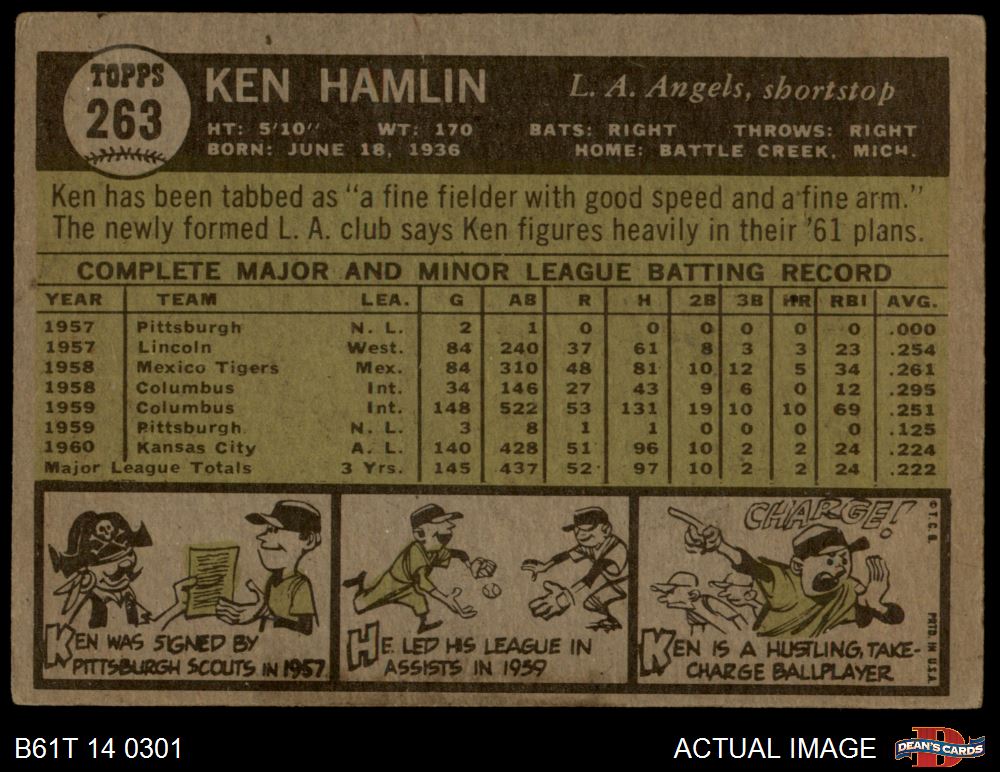 TOPPS
263
KEN HAMLIN
L. A. Angels, shortstop
HT: 5'10" WT: 170 BATS: RIGHT THROWS: RIGHT
BORN: JUNE 18, 1936 HOME: BATTLE CREEK, MICH.
Ken has been tabbed as "a fine fielder with good speed and a fine arm."
The newly formed L. A. club says Ken figures heavily in their '61 plans.
COMPLETE MAJOR AND MINOR LEAGUE BATTING RECORD
YEAR TEAM LEA. G AB R H 2B 3B HR RBI AVG.
1957 Pittsburgh N. L. 2 1 0 0 0 0 0 0 .000
1957 Lincoln West. 84 240 37 61 8 3 3 23 .254
1958 Mexico Tigers Mex. 84 310 48 81 10 12 5 34 .261
1958 Columbus Int. 34 146 27 43 9 6 0 12 .295
1959 Columbus Int. 148 522 53 131 19 10 10 69 .251
1959 Pittsburgh N. L. 3 8 1 1 0 0 0 0 .125
1960 Kansas City A. L. 140 428 51 96 10 2 2 24 .224
Major League Totals 3 Yrs. 145 437 52 97 10 2 2 24 .222
KEN WAS SIGNED BY
PITTSBURGH SCOUTS IN 1957
HE LED HIS LEAGUE IN
ASSISTS IN 1959
CHARGE!
KEN IS A HUSTLING, TAKE-
CHARGE BALLPLAYER
© T.C.G.
PRTD. IN U.S.A.
B61T 14 0301
ACTUAL IMAGE
D
DEAN'S CARDS